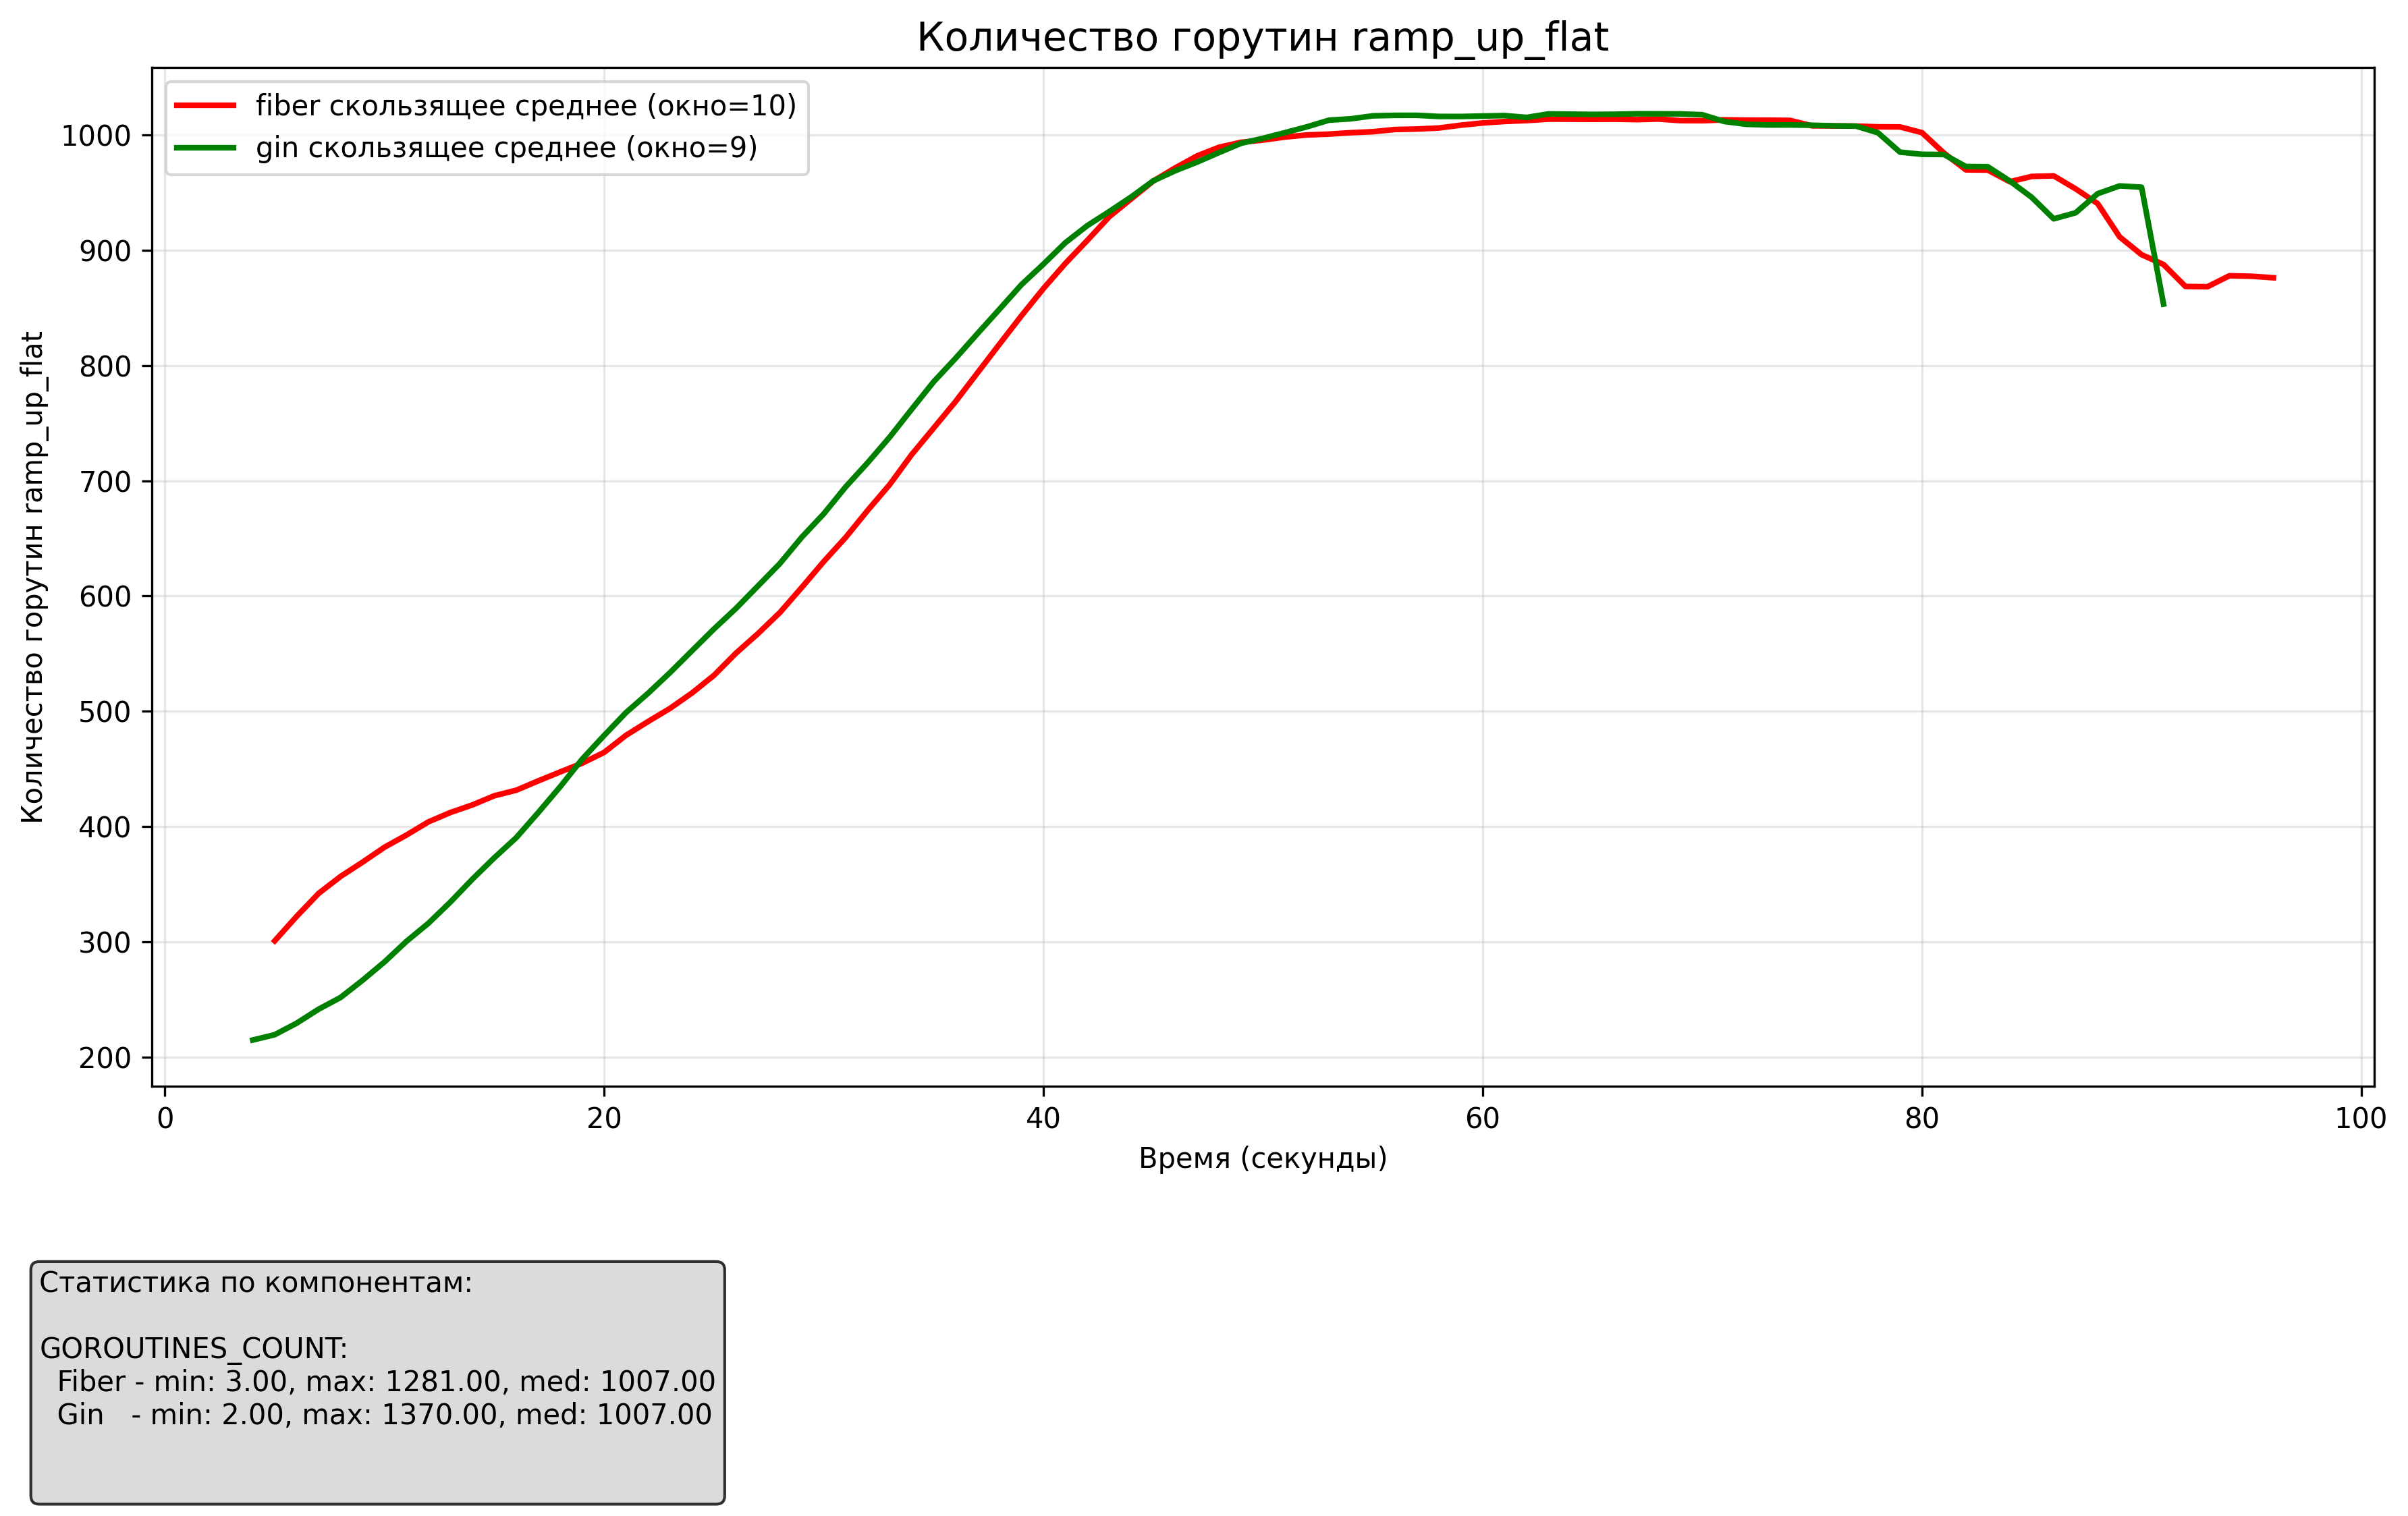 Количество горутин ramp_up_flat
fiber скользящее среднее (окно=10)
gin скользящее среднее (окно=9)
Количество горутин ramp_up_flat
1000
900
800
700
600
500
400
300
200
0 20 40 60 80 100
Время (секунды)
Статистика по компонентам:
GOROUTINES_COUNT:
Fiber - min: 3.00, max: 1281.00, med: 1007.00
Gin - min: 2.00, max: 1370.00, med: 1007.00